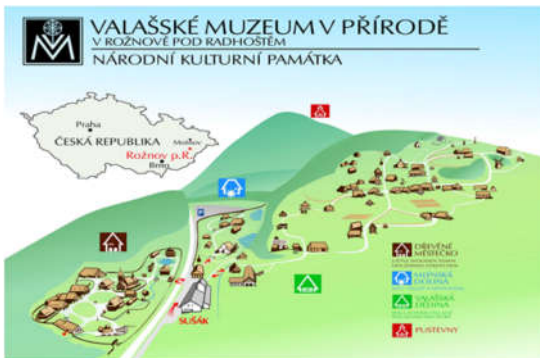 VALAŠSKÉ MUZEUM V PŘÍRODĚ
V ROŽNOVĚ POD RADHOŠTĚM
NÁRODNÍ KULTURNÍ PAMÁTKA
Praha
ČESKÁ REPUBLIKA
Rožnov p.R.
Brno
P
SUŠÁK
DŘEVĚNÉ
MĚSTEČKO
MLÝNSKÁ
DOLINA
VALAŠSKÁ
DĚDINA
PUSTEVNY